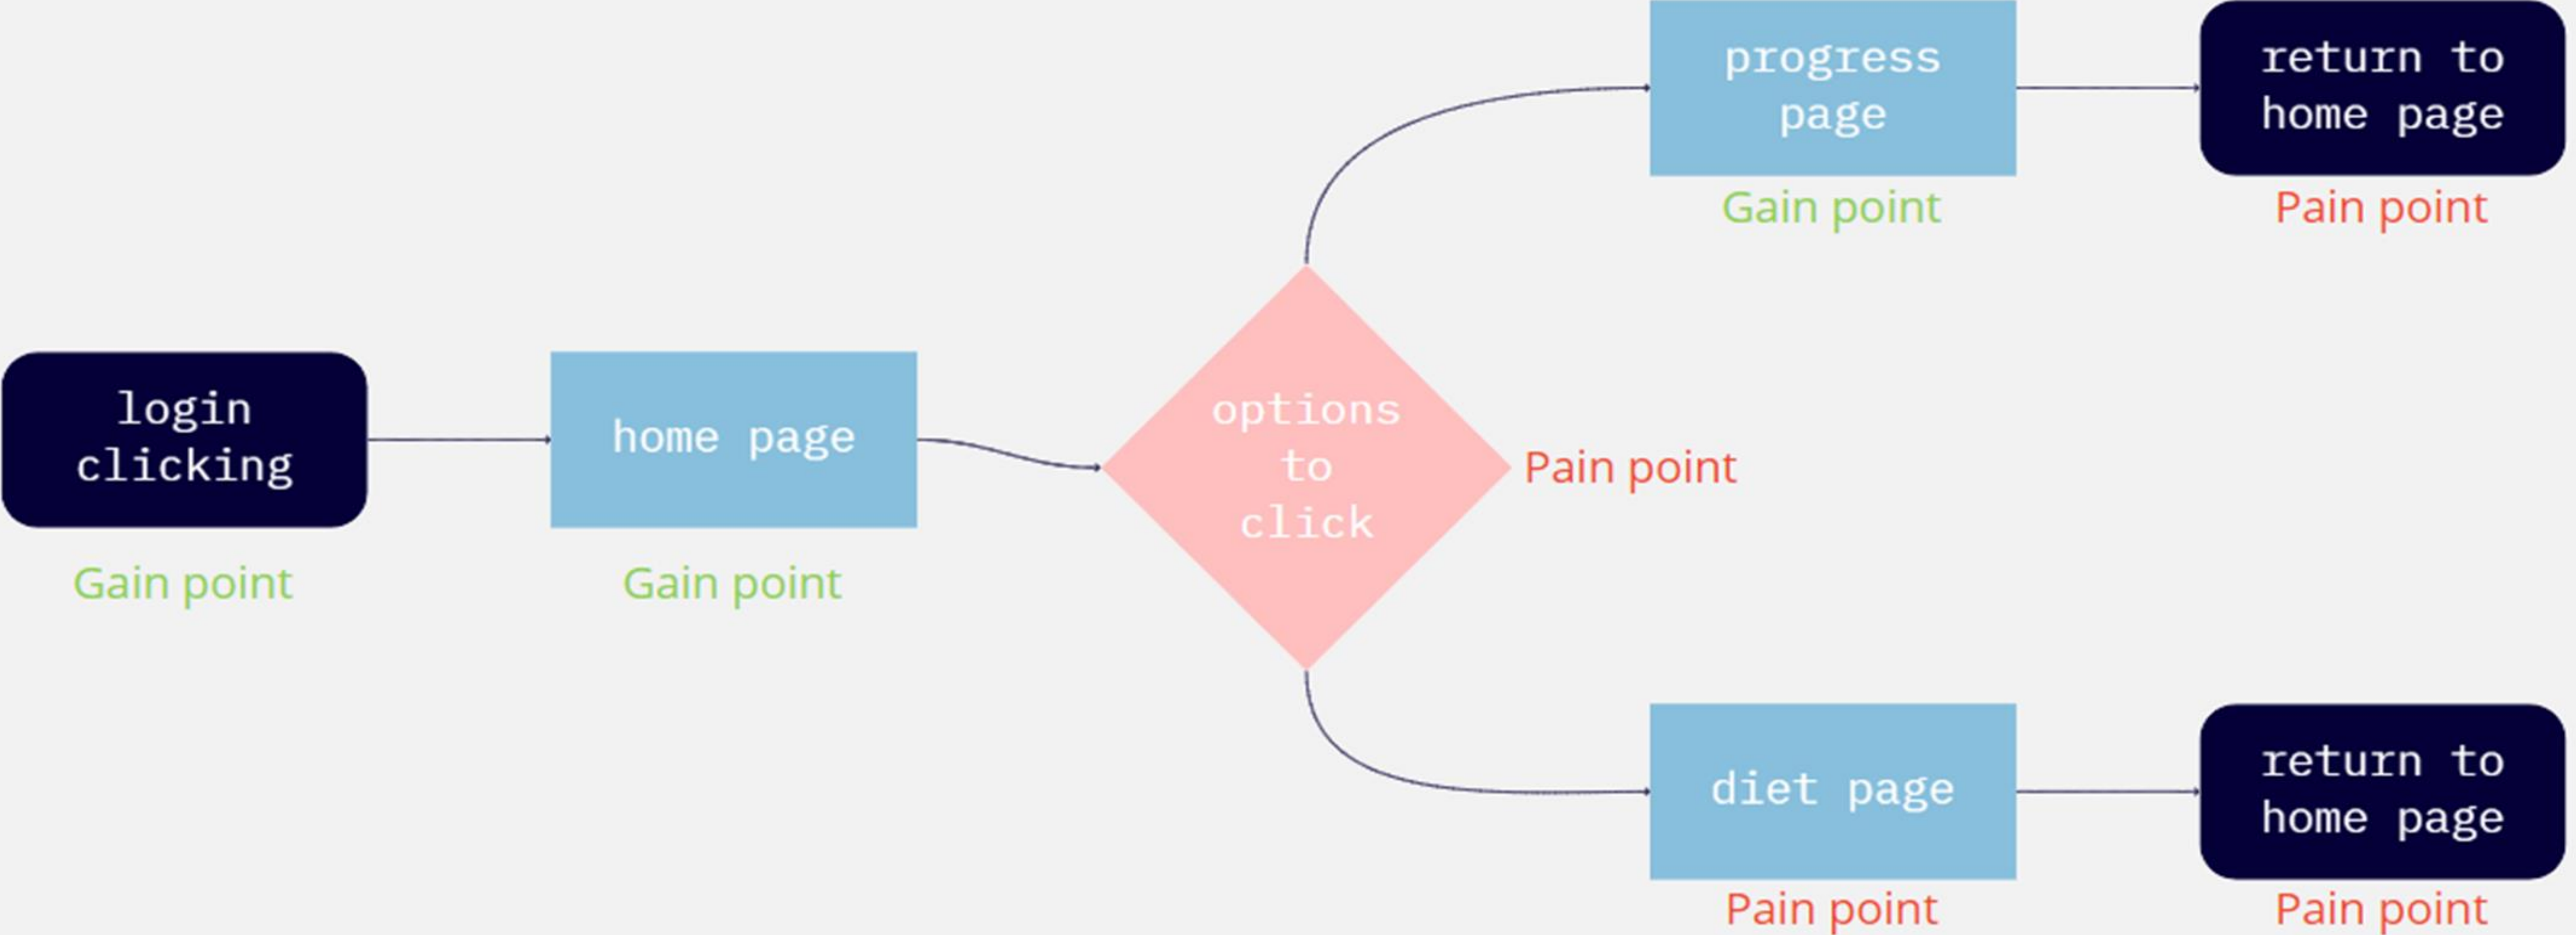 login
clicking
Gain point
home page
Gain point
options
to
click
Pain point
progress
page
Gain point
return to
home page
Pain point
diet page
Pain point
return to
home page
Pain point